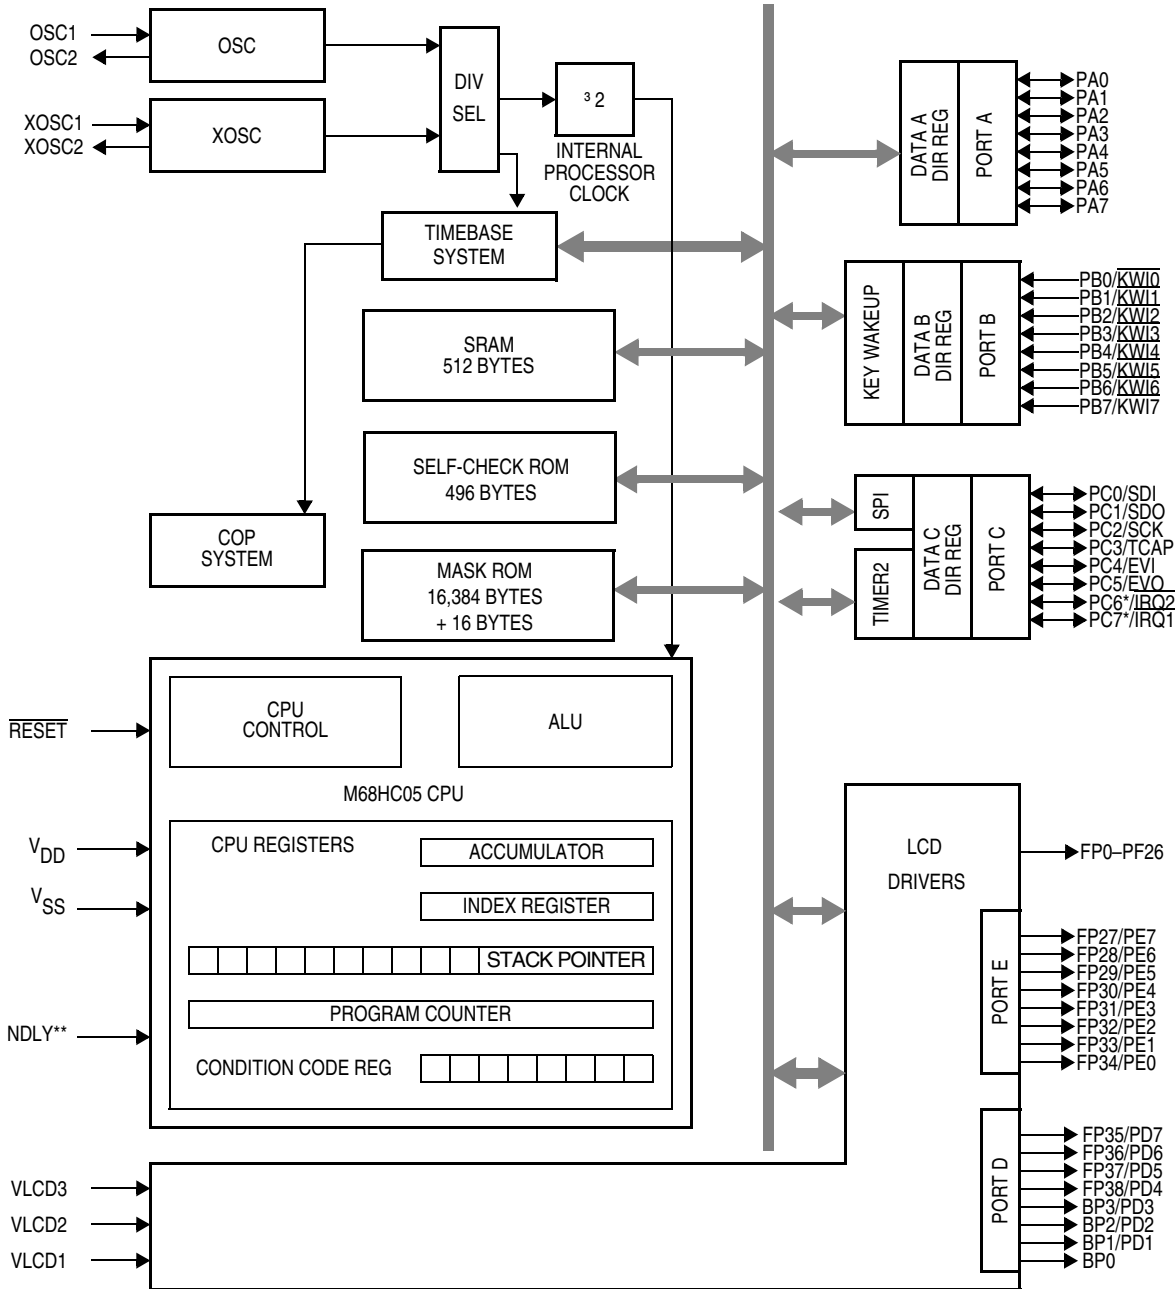 OSC1
OSC2
OSC
XOSC1
XOSC2
XOSC
DIV
SEL
³ 2
INTERNAL
PROCESSOR
CLOCK
TIMEBASE
SYSTEM
SRAM
512 BYTES
SELF-CHECK ROM
496 BYTES
COP
SYSTEM
MASK ROM
16,384 BYTES
+ 16 BYTES
RESET
VDD
VSS
NDLY**
CPU
CONTROL
ALU
M68HC05 CPU
CPU REGISTERS
ACCUMULATOR
INDEX REGISTER
STACK POINTER
PROGRAM COUNTER
CONDITION CODE REG
VLCD3
VLCD2
VLCD1
DATA A
DIR REG
PORT A
PA0
PA1
PA2
PA3
PA4
PA5
PA6
PA7
KEY WAKEUP
DATA B
DIR REG
PORT B
PB0/KWI0
PB1/KWI1
PB2/KWI2
PB3/KWI3
PB4/KWI4
PB5/KWI5
PB6/KWI6
PB7/KWI7
SPI
TIMER2
DATA C
DIR REG
PORT C
PC0/SDI
PC1/SDO
PC2/SCK
PC3/TCAP
PC4/EVI
PC5/EVO
PC6*/IRQ2
PC7*/IRQ1
LCD
DRIVERS
FP0–PF26
PORT E
FP27/PE7
FP28/PE6
FP29/PE5
FP30/PE4
FP31/PE3
FP32/PE2
FP33/PE1
FP34/PE0
PORT D
FP35/PD7
FP36/PD6
FP37/PD5
FP38/PD4
BP3/PD3
BP2/PD2
BP1/PD1
BP0